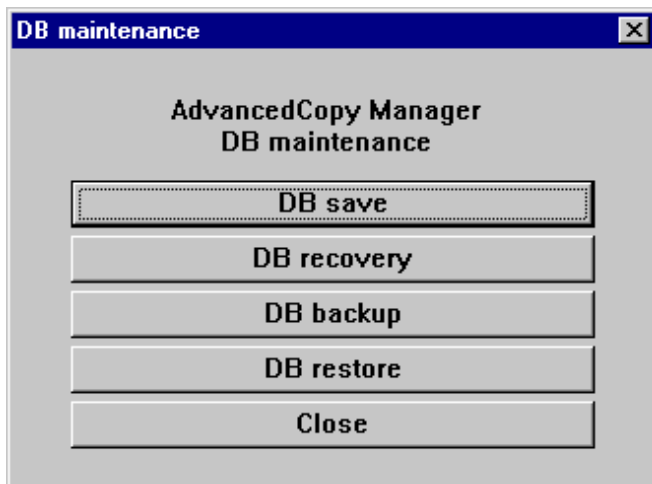 DB maintenance
AdvancedCopy Manager
DB maintenance
DB save
DB recovery
DB backup
DB restore
Close